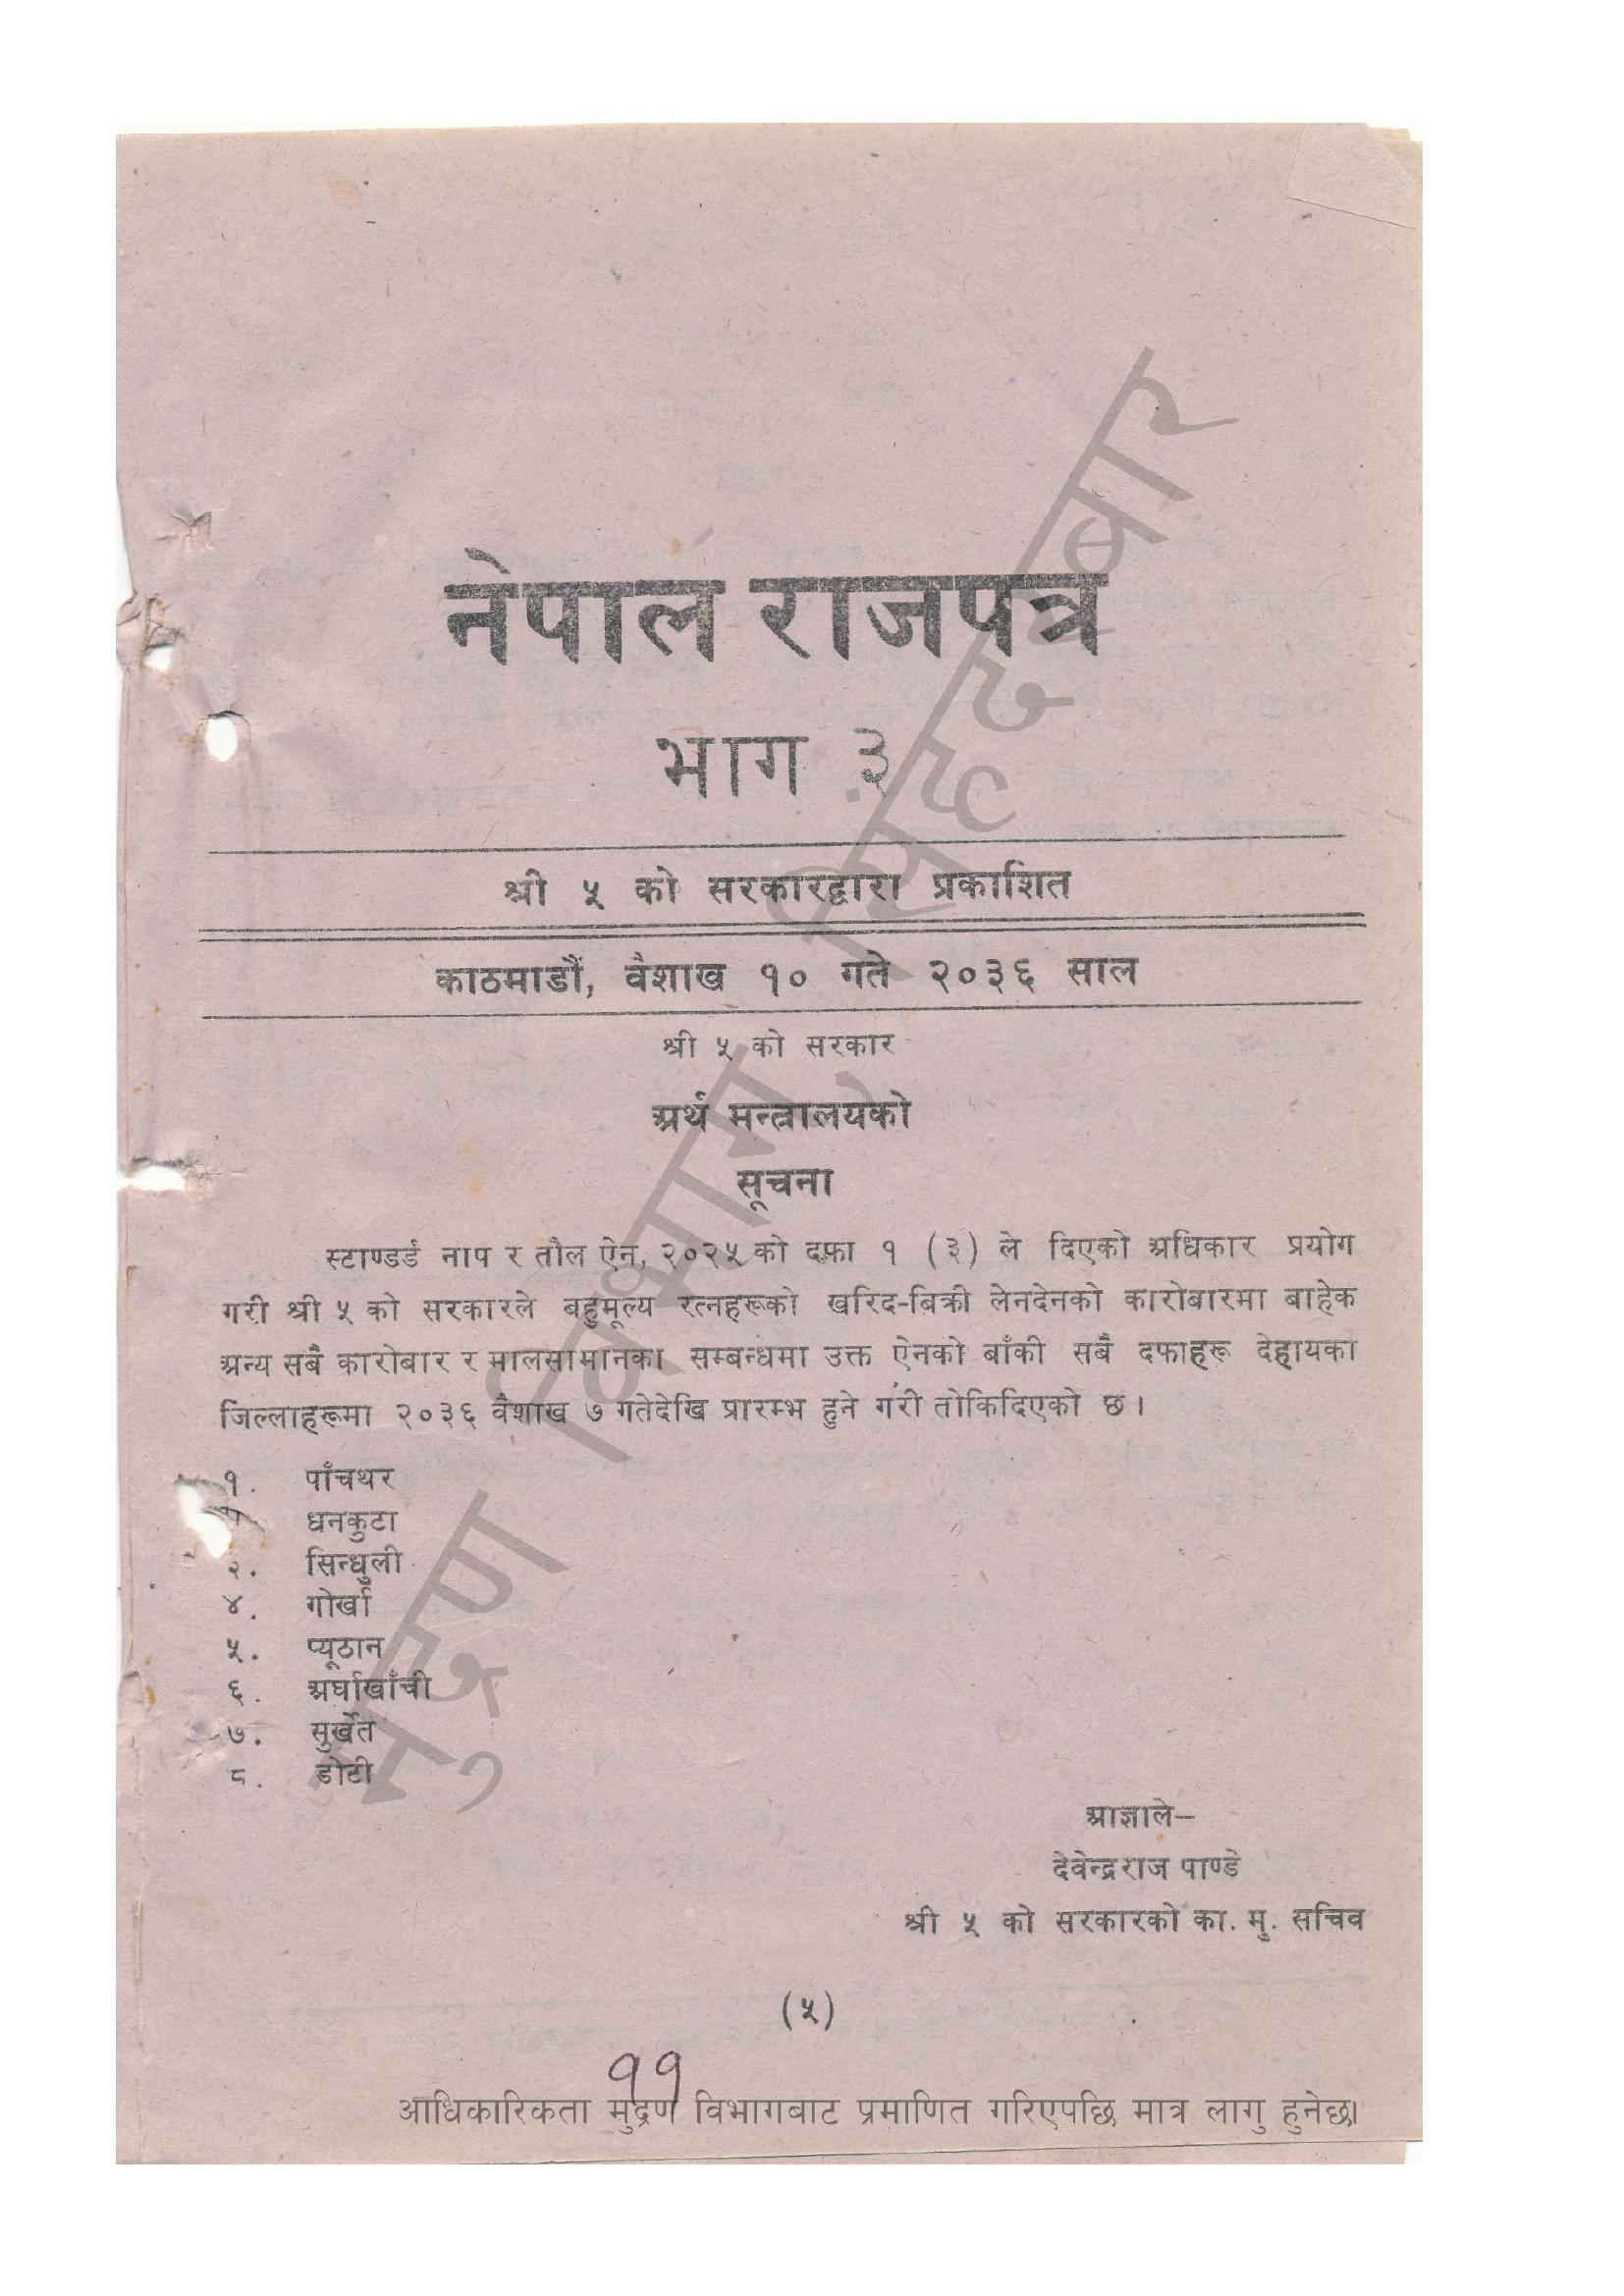 नेपाल राजपत्र
भाग ३
श्री ५ को सरकारद्वारा प्रकाशित
काठमाडौं, वैशाख १० गते २०३६ साल
श्री ५ को सरकार
अर्थ मन्त्रालयको
सूचना
स्टाण्डर्ड नाप र तौल ऐन, २०२५ को दफा १ (३) ले दिएको अधिकार प्रयोग
गरी श्री ५ को सरकारले बहुमूल्य रत्नहरूको खरिद-बिक्री लेनदेनको कारोबारमा बाहेक
अन्य सबै कारोबार र मालसामानका सम्बन्धमा उक्त ऐनको बाँकी सबै दफाहरू देहायका
जिल्लाहरूमा २०३६ वैशाख ७ गतेदेखि प्रारम्भ हुने गरी तोकिदिएको छ।
१. पाँचथर
धनकुटा
३. सिन्धुली
४. गोर्खा
५. प्यूठान
६. अर्घाखाँची
७. सुर्खेत
८. डोटी
आज्ञाले–
देवेन्द्रराज पाण्डे
श्री ५ को सरकारको का. मु. सचिव
(५)
११
आधिकारिकता मुद्रण विभागबाट प्रमाणित गरिएपछि मात्र लागु हुनेछ।
मुद्रण विभाग, सिंहदरबार